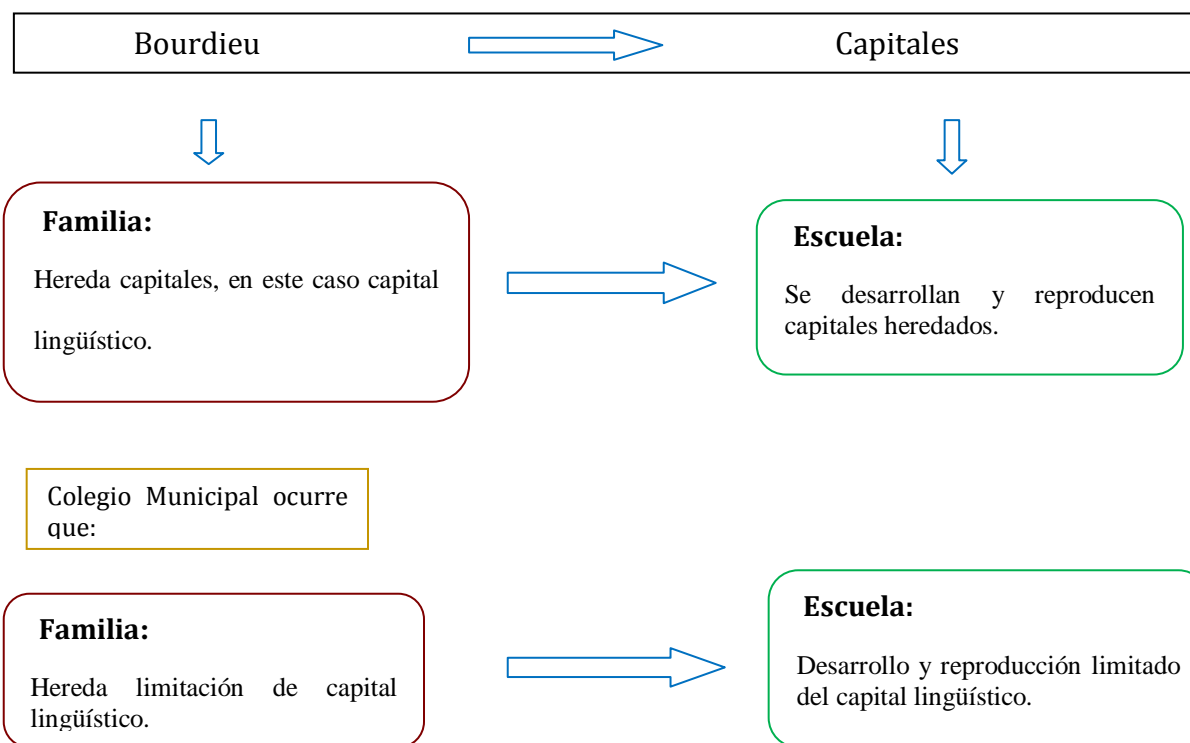 Bourdieu Capitales
Familia:
Hereda capitales, en este caso capital
lingüístico.
Escuela:
Se desarrollan y reproducen
capitales heredados.
Colegio Municipal ocurre
que:
Familia:
Hereda limitación de capital
lingüístico.
Escuela:
Desarrollo y reproducción limitado
del capital lingüístico.